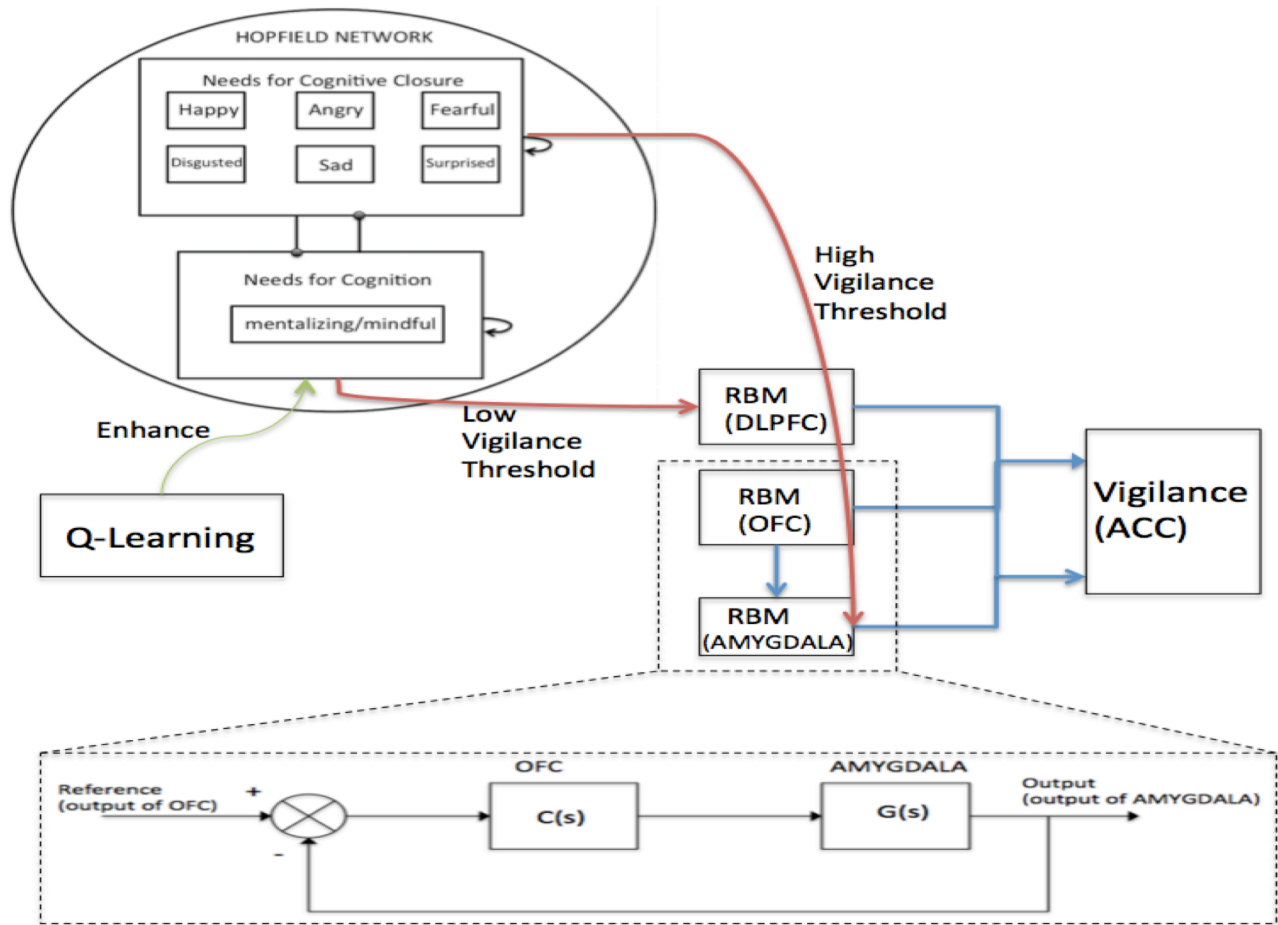 HOPFIELD NETWORK
Needs for Cognitive Closure
Happy
Angry
Fearful
Disgusted
Sad
Surprised
Needs for Cognition
mentalizing/mindful
High
Vigilance
Threshold
Enhance
Low
Vigilance
Threshold
Q-Learning
RBM
(DLPFC)
RBM
(OFC)
RBM
(AMYGDALA)
Vigilance
(ACC)
OFC
AMYGDALA
Reference
(output of OFC)
+
-
C(s)
G(s)
Output
(output of AMYGDALA)